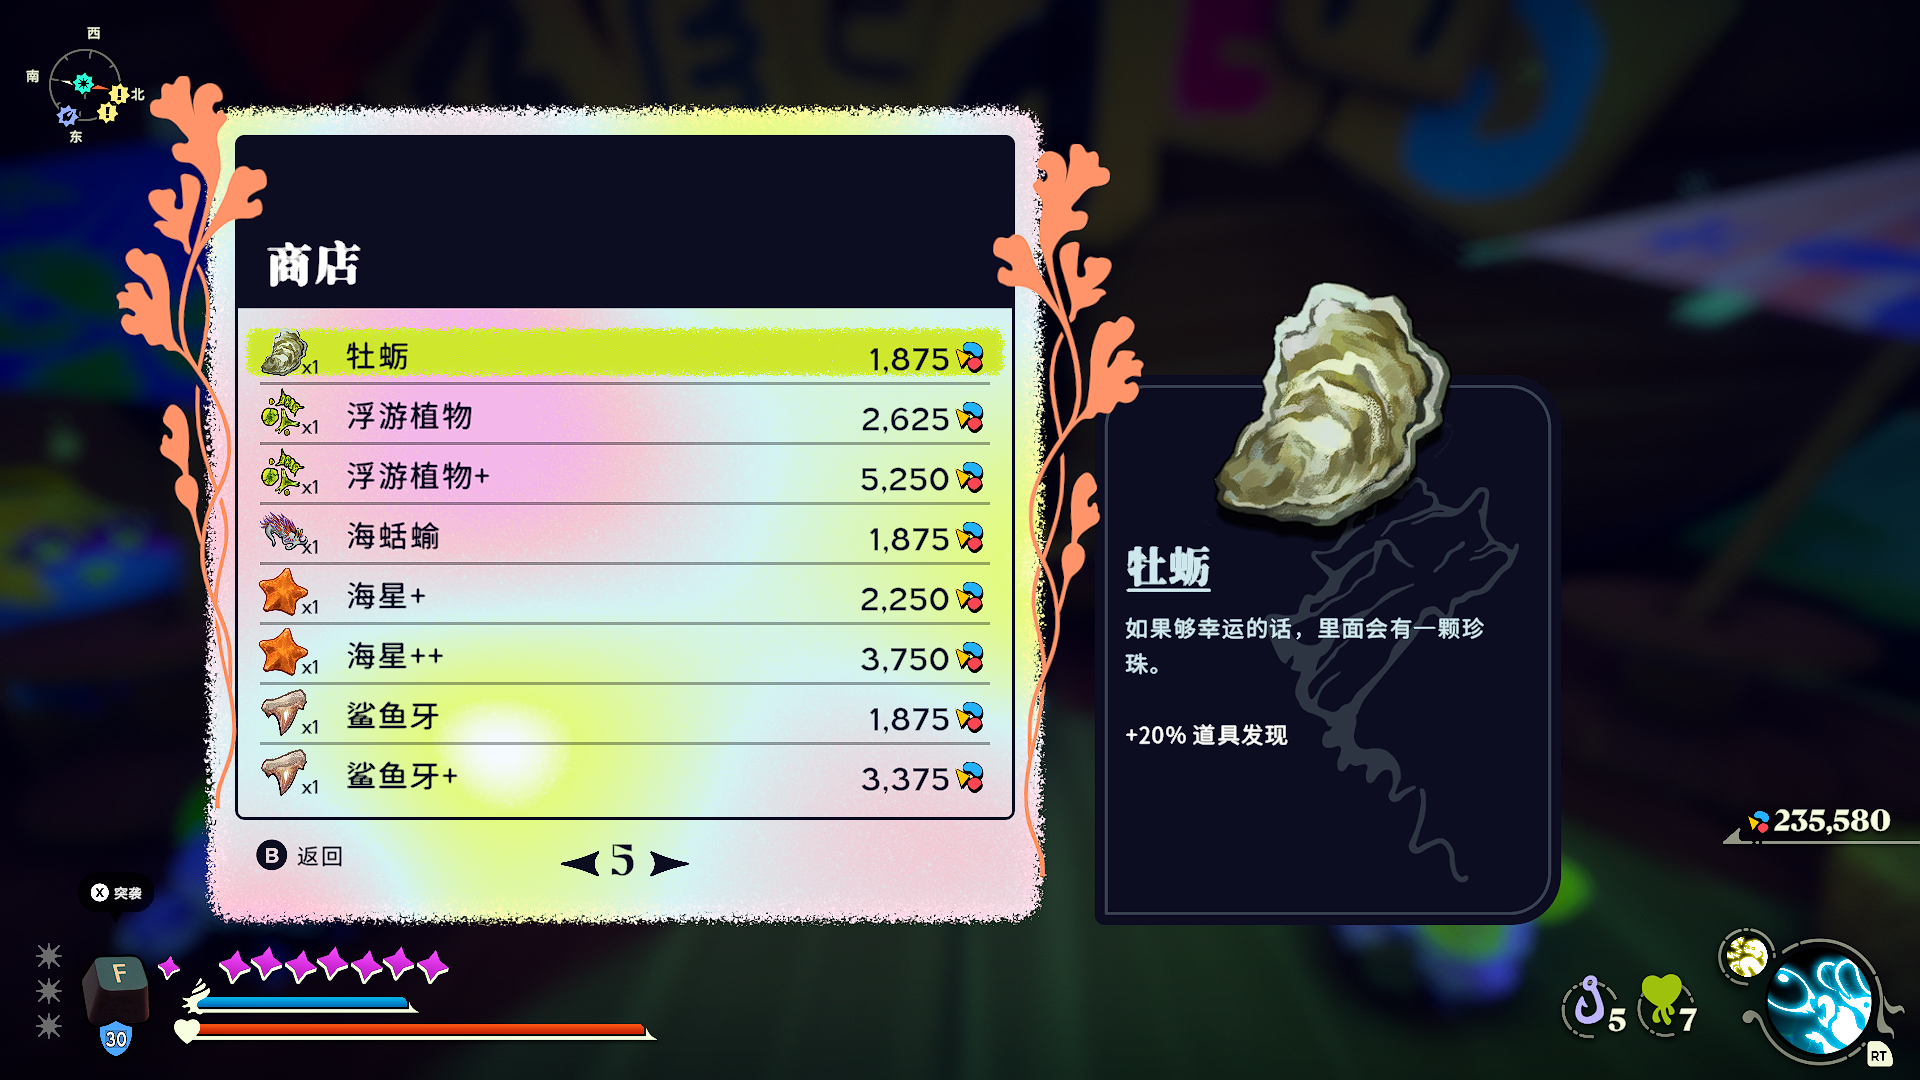 西
南
北
东
商店
x1 牡蛎 1,875
x1 浮游植物 2,625
x1 浮游植物+ 5,250
x1 海蛞蝓 1,875
x1 海星+ 2,250
x1 海星++ 3,750
x1 鲨鱼牙 1,875
x1 鲨鱼牙+ 3,375
B 返回
5
牡蛎
如果够幸运的话，里面会有一颗珍
珠。
+20% 道具发现
235,580
X 突袭
F
30
5
7
RT